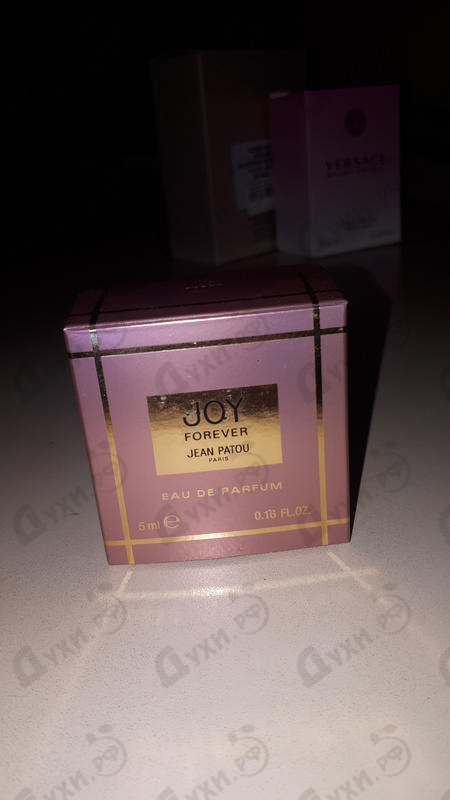 VERSACE
JOY
FOREVER
JEAN PATOU
PARIS
EAU DE PARFUM
5 ml e 0.16 FL.OZ.
Духи.рф